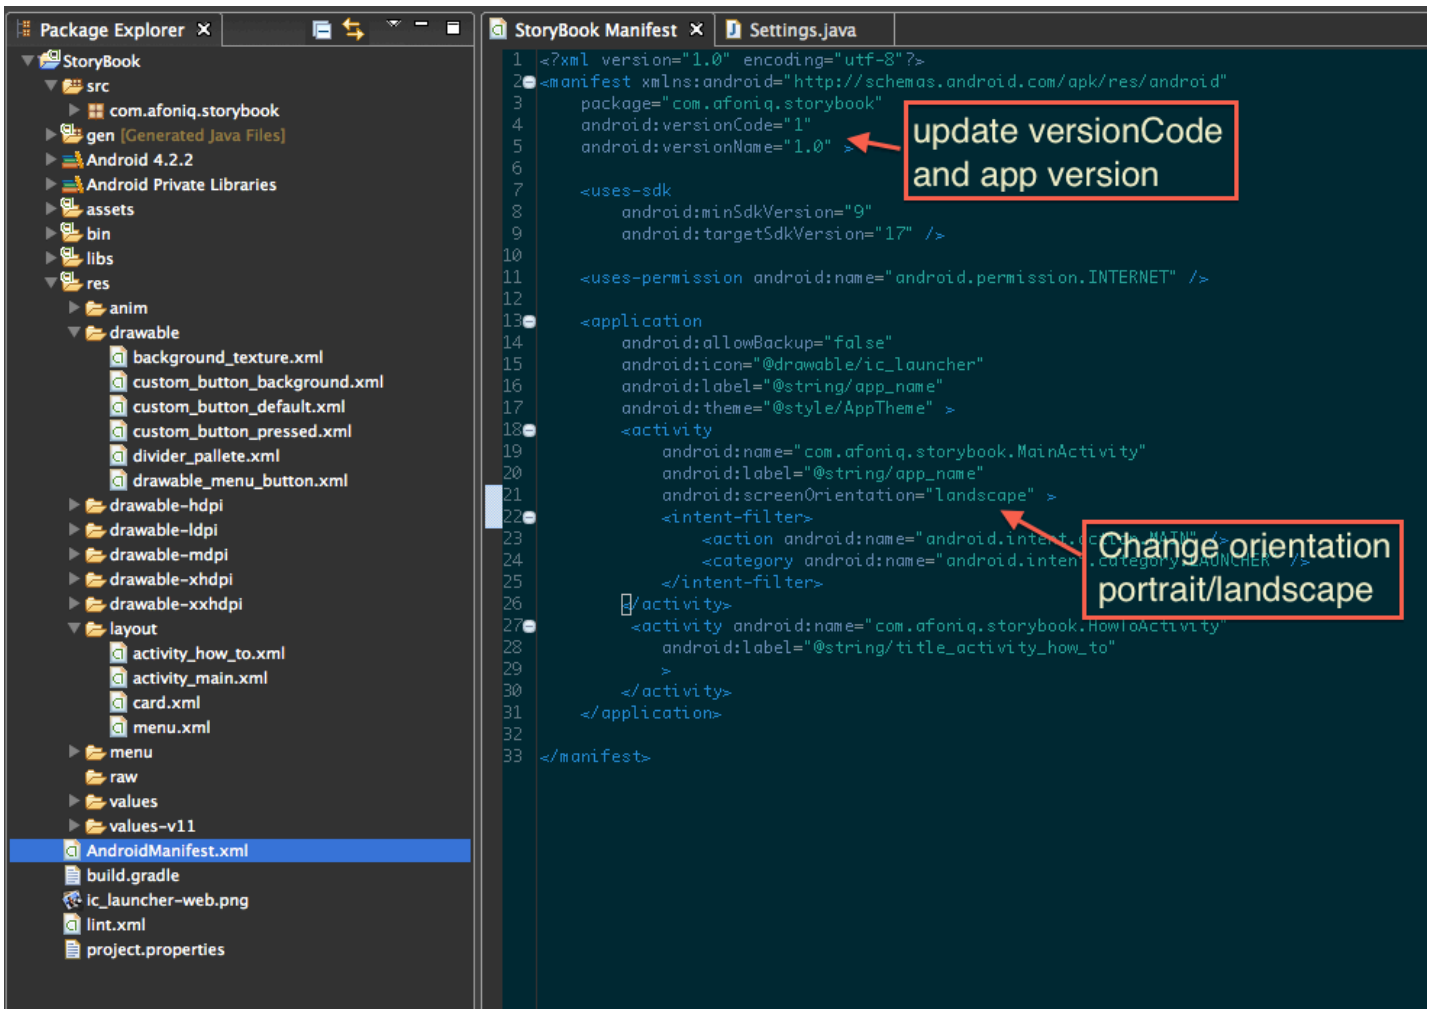 Package Explorer
StoryBook
src
com.afoniq.storybook
gen [Generated Java Files]
Android 4.2.2
Android Private Libraries
assets
bin
libs
res
anim
drawable
background_texture.xml
custom_button_background.xml
custom_button_default.xml
custom_button_pressed.xml
divider_pallete.xml
drawable_menu_button.xml
drawable-hdpi
drawable-ldpi
drawable-mdpi
drawable-xhdpi
drawable-xxhdpi
layout
activity_how_to.xml
activity_main.xml
card.xml
menu.xml
menu
raw
values
values-v11
AndroidManifest.xml
build.gradle
ic_launcher-web.png
lint.xml
project.properties
StoryBook Manifest
Settings.java
1 <?xml version="1.0" encoding="utf-8"?>
2 <manifest xmlns:android="http://schemas.android.com/apk/res/android"
3 package="com.afoniq.storybook"
4 android:versionCode="1"
5 android:versionName="1.0" >
6
7 <uses-sdk
8 android:minSdkVersion="9"
9 android:targetSdkVersion="17" />
10
11 <uses-permission android:name="android.permission.INTERNET" />
12
13 <application
14 android:allowBackup="false"
15 android:icon="@drawable/ic_launcher"
16 android:label="@string/app_name"
17 android:theme="@style/AppTheme" >
18 <activity
19 android:name="com.afoniq.storybook.MainActivity"
20 android:label="@string/app_name"
21 android:screenOrientation="landscape" >
22 <intent-filter>
23 <action android:name="android.intent.action.MAIN" />
24 <category android:name="android.intent.category.LAUNCHER" />
25 </intent-filter>
26 </activity>
27 <activity android:name="com.afoniq.storybook.HowToActivity"
28 android:label="@string/title_activity_how_to"
29 >
30 </activity>
31 </application>
32
33 </manifest>
update versionCode
and app version
Change orientation
portrait/landscape